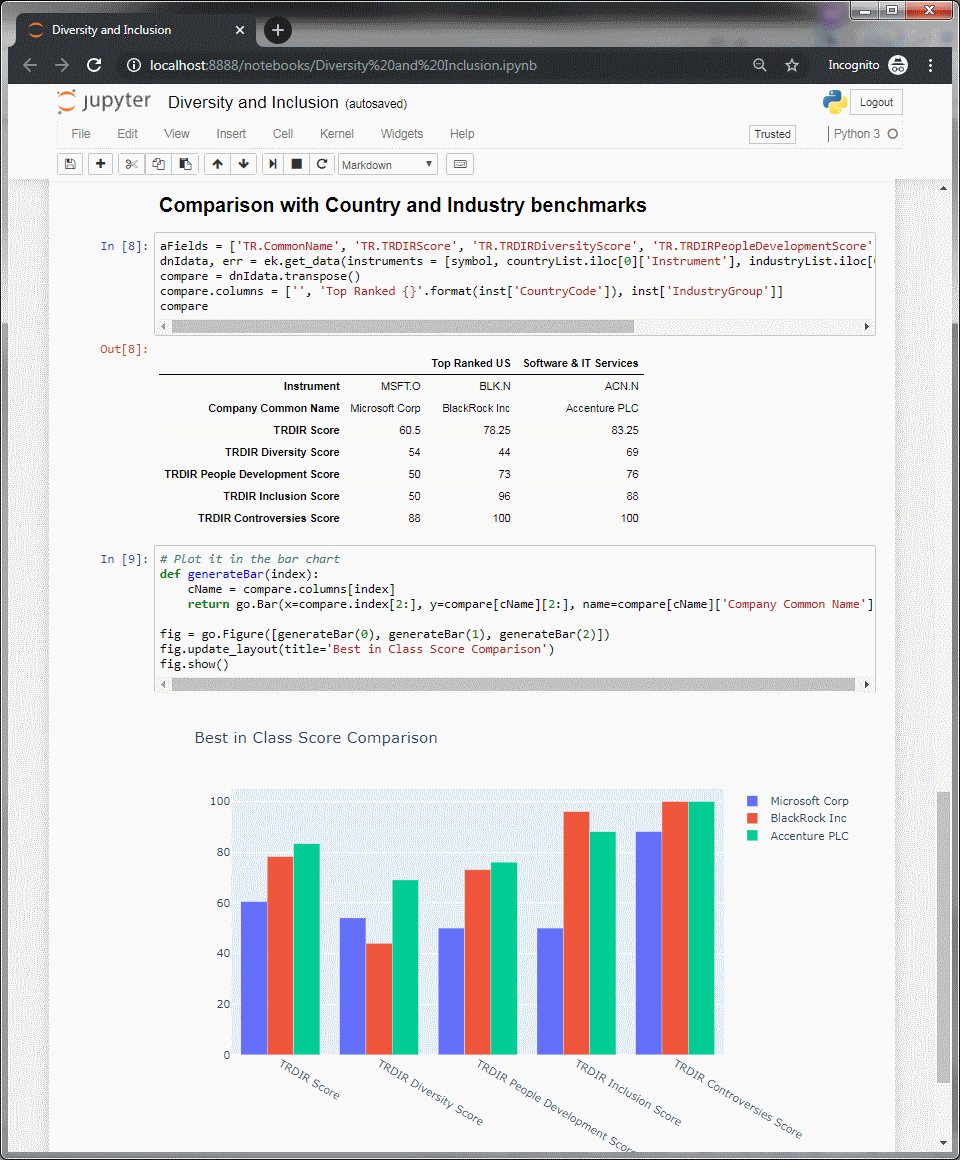 Diversity and Inclusion
localhost:8888/notebooks/Diversity%20and%20Inclusion.ipynb
Incognito
jupyter Diversity and Inclusion (autosaved)
Logout
File Edit View Insert Cell Kernel Widgets Help
Trusted
Python 3
Markdown
Comparison with Country and Industry benchmarks
In [8]:
aFields = ['TR.CommonName', 'TR.TRDIRScore', 'TR.TRDIRDiversityScore', 'TR.TRDIRPeopleDevelopmentScore'
dnIdata, err = ek.get_data(instruments = [symbol, countryList.iloc[0]['Instrument'], industryList.iloc[
compare = dnIdata.transpose()
compare.columns = ['', 'Top Ranked {}'.format(inst['CountryCode']), inst['IndustryGroup']]
compare
Out[8]:
Top Ranked US Software & IT Services
Instrument MSFT.O BLK.N ACN.N
Company Common Name Microsoft Corp BlackRock Inc Accenture PLC
TRDIR Score 60.5 78.25 83.25
TRDIR Diversity Score 54 44 69
TRDIR People Development Score 50 73 76
TRDIR Inclusion Score 50 96 88
TRDIR Controversies Score 88 100 100
In [9]:
# Plot it in the bar chart
def generateBar(index):
    cName = compare.columns[index]
    return go.Bar(x=compare.index[2:], y=compare[cName][2:], name=compare[cName]['Company Common Name']
fig = go.Figure([generateBar(0), generateBar(1), generateBar(2)])
fig.update_layout(title='Best in Class Score Comparison')
fig.show()
Best in Class Score Comparison
100
80
60
40
20
0
Microsoft Corp
BlackRock Inc
Accenture PLC
TRDIR Score
TRDIR Diversity Score
TRDIR People Development Score
TRDIR Inclusion Score
TRDIR Controversies Score